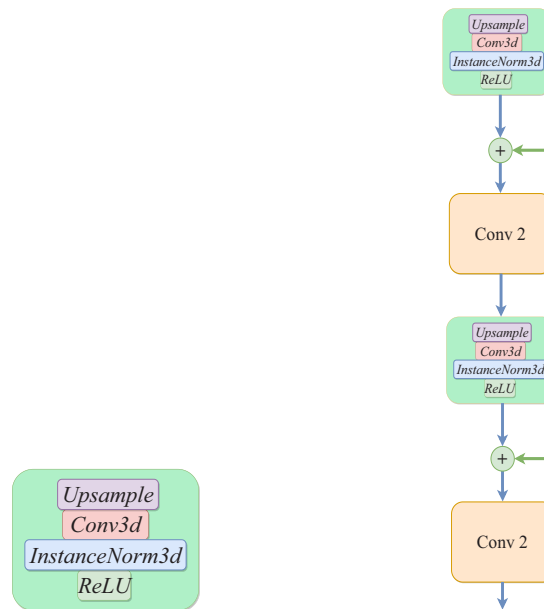 Upsample
Conv3d
InstanceNorm3d
ReLU
+
Conv 2
Upsample
Conv3d
InstanceNorm3d
ReLU
+
Conv 2
Upsample
Conv3d
InstanceNorm3d
ReLU